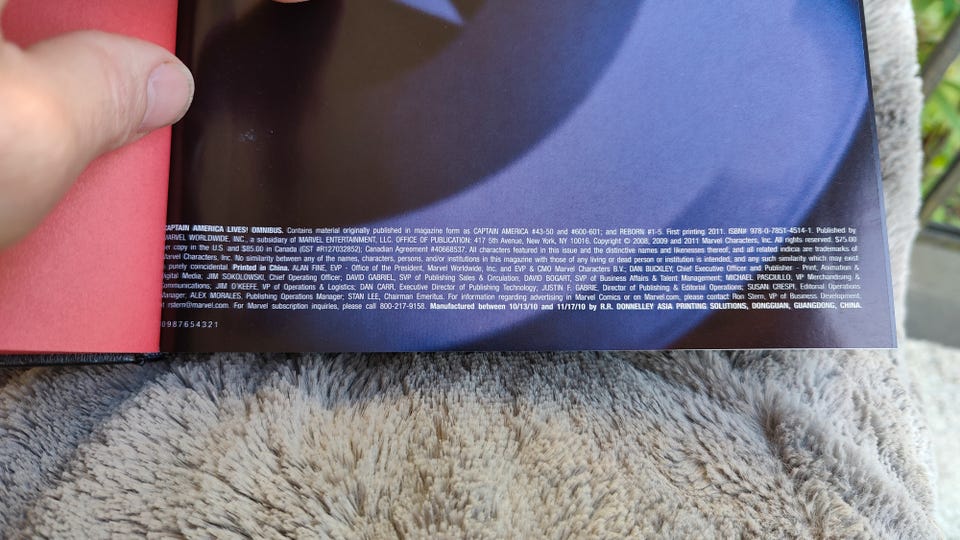 CAPTAIN AMERICA LIVES! OMNIBUS. Contains material originally published in magazine form as CAPTAIN AMERICA #43-50 and #600-601; and REBORN #1-5. First printing 2011. ISBN# 978-0-7851-4514-1. Published by
MARVEL WORLDWIDE, INC., a subsidiary of MARVEL ENTERTAINMENT, LLC. OFFICE OF PUBLICATION: 417 5th Avenue, New York, NY 10016. Copyright © 2008, 2009 and 2011 Marvel Characters, Inc. All rights reserved. $75.00
per copy in the U.S. and $85.00 in Canada (GST #R127032852); Canadian Agreement #40668537. All characters featured in this issue and the distinctive names and likenesses thereof, and all related indicia are trademarks of
Marvel Characters, Inc. No similarity between any of the names, characters, persons, and/or institutions in this magazine with those of any living or dead person or institution is intended, and any such similarity which may exist
is purely coincidental. Printed in China. ALAN FINE, EVP - Office of the President, Marvel Worldwide, Inc. and EVP & CMO Marvel Characters B.V.; DAN BUCKLEY, Chief Executive Officer and Publisher - Print, Animation &
Digital Media; JIM SOKOLOWSKI, Chief Operating Officer; DAVID GABRIEL, SVP of Publishing Sales & Circulation; DAVID BOGART, SVP of Business Affairs & Talent Management; MICHAEL PASCIULLO, VP Merchandising &
Communications; JIM O'KEEFE, VP of Operations & Logistics; DAN CARR, Executive Director of Publishing Technology; JUSTIN F. GABRIE, Director of Publishing & Editorial Operations; SUSAN CRESPI, Editorial Operations
Manager; ALEX MORALES, Publishing Operations Manager; STAN LEE, Chairman Emeritus. For information regarding advertising in Marvel Comics or on Marvel.com, please contact Ron Stern, VP of Business Development,
at rstern@marvel.com. For Marvel subscription inquiries, please call 800-217-9158. Manufactured between 10/13/10 and 11/17/10 by R.R. DONNELLEY ASIA PRINTING SOLUTIONS, DONGGUAN, GUANGDONG, CHINA.
0987654321